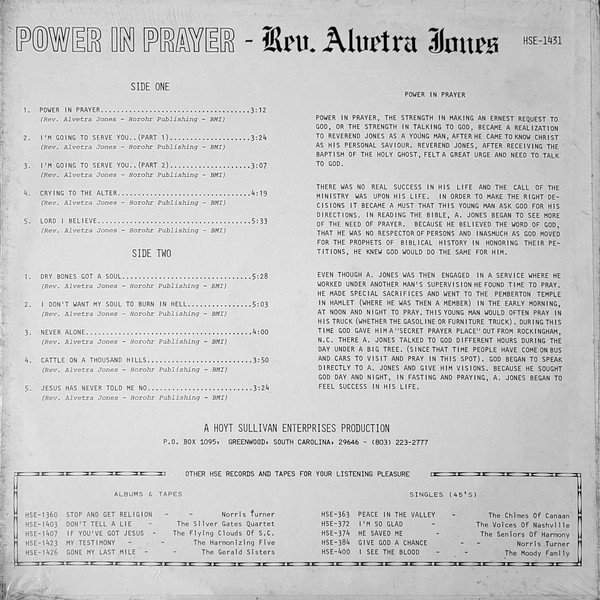 POWER IN PRAYER - Rev. Alvetra Jones HSE-1431
SIDE ONE
1. POWER IN PRAYER...................................3:12
(Rev. Alvetra Jones - Horohr Publishing - BMI)
2. I'M GOING TO SERVE YOU..(PART 1)...................3:24
(Rev. Alvetra Jones - Horohr Publishing - BMI)
3. I'M GOING TO SERVE YOU..(PART 2)...................3:07
(Rev. Alvetra Jones - Horohr Publishing - BMI)
4. CRYING TO THE ALTER................................4:19
(Rev. Alvetra Jones - Horohr Publishing - BMI)
5. LORD I BELIEVE.....................................5:33
(Rev. Alvetra Jones - Horohr Publishing - BMI)
SIDE TWO
1. DRY BONES GOT A SOUL...............................5:28
(Rev. Alvetra Jones - Horohr Publishing - BMI)
2. I DON'T WANT MY SOUL TO BURN IN HELL...............5:03
(Rev. Alvetra Jones - Horohr Publishing - BMI)
3. NEVER ALONE........................................4:00
(Rev. Alvetra Jones - Horohr Publishing - BMI)
4. CATTLE ON A THOUSAND HILLS.........................3:50
(Rev. Alvetra Jones - Horohr Publishing - BMI)
5. JESUS HAS NEVER TOLD ME NO.........................3:24
(Rev. Alvetra Jones - Horohr Publishing - BMI)
POWER IN PRAYER
POWER IN PRAYER, THE STRENGTH IN MAKING AN ERNEST REQUEST TO
GOD, OR THE STRENGTH IN TALKING TO GOD, BECAME A REALIZATION
TO REVEREND JONES AS A YOUNG MAN, AFTER HE CAME TO KNOW CHRIST
AS HIS PERSONAL SAVIOUR. REVEREND JONES, AFTER RECEIVING THE
BAPTISM OF THE HOLY GHOST, FELT A GREAT URGE AND NEED TO TALK
TO GOD.
THERE WAS NO REAL SUCCESS IN HIS LIFE AND THE CALL OF THE
MINISTRY WAS UPON HIS LIFE. IN ORDER TO MAKE THE RIGHT DE-
CISIONS IT BECAME A MUST THAT THIS YOUNG MAN ASK GOD FOR HIS
DIRECTIONS. IN READING THE BIBLE, A. JONES BEGAN TO SEE MORE
OF THE NEED OF PRAYER. BECAUSE HE BELIEVED THE WORD OF GOD,
THAT HE WAS NO RESPECTOR OF PERSONS AND INASMUCH AS GOD MOVED
FOR THE PROPHETS OF BIBLICAL HISTORY IN HONORING THEIR PE-
TITIONS, HE KNEW GOD WOULD DO THE SAME FOR HIM.
EVEN THOUGH A. JONES WAS THEN ENGAGED IN A SERVICE WHERE HE
WORKED UNDER ANOTHER MAN'S SUPERVISION HE FOUND TIME TO PRAY.
HE MADE SPECIAL SACRIFICES AND WENT TO THE PEMBERTON TEMPLE
IN HAMLET (WHERE HE WAS THEN A MEMBER) IN THE EARLY MORNING,
AT NOON AND NIGHT TO PRAY. THIS YOUNG MAN WOULD OFTEN PRAY IN
HIS TRUCK (WHETHER THE GASOLINE OR FURNITURE TRUCK). DURING THIS
TIME GOD GAVE HIM A "SECRET PRAYER PLACE" OUT FROM ROCKINGHAM,
N.C. THERE A. JONES TALKED TO GOD DIFFERENT HOURS DURING THE
DAY UNDER A BIG TREE. (SINCE THAT TIME PEOPLE HAVE COME ON BUS
AND CARS TO VISIT AND PRAY IN THIS SPOT). GOD BEGAN TO SPEAK
DIRECTLY TO A. JONES AND GIVE HIM VISIONS. BECAUSE HE SOUGHT
GOD DAY AND NIGHT, IN FASTING AND PRAYING, A. JONES BEGAN TO
FEEL SUCCESS IN HIS LIFE.
A HOYT SULLIVAN ENTERPRISES PRODUCTION
P.O. BOX 1095, GREENWOOD, SOUTH CAROLINA, 29646 - (803) 223-2777
OTHER HSE RECORDS AND TAPES FOR YOUR LISTENING PLEASURE
ALBUMS & TAPES
HSE-1360 STOP AND GET RELIGION - - Norris Turner
HSE-1403 DON'T TELL A LIE - The Silver Gates Quartet
HSE-1407 IF YOU'VE GOT JESUS - The Flying Clouds Of S.C.
HSE-1423 MY TESTIMONY - - The Harmonizing Five
HSE-1426 GONE MY LAST MILE - - The Gerald Sisters
SINGLES (45'S)
HSE-363 PEACE IN THE VALLEY - The Chimes Of Canaan
HSE-372 I'M SO GLAD - The Voices Of Nashville
HSE-374 HE SAVED ME - The Seniors Of Harmony
HSE-384 GIVE GOD A CHANCE - - Norris Turner
HSE-400 I SEE THE BLOOD - - The Moody Family